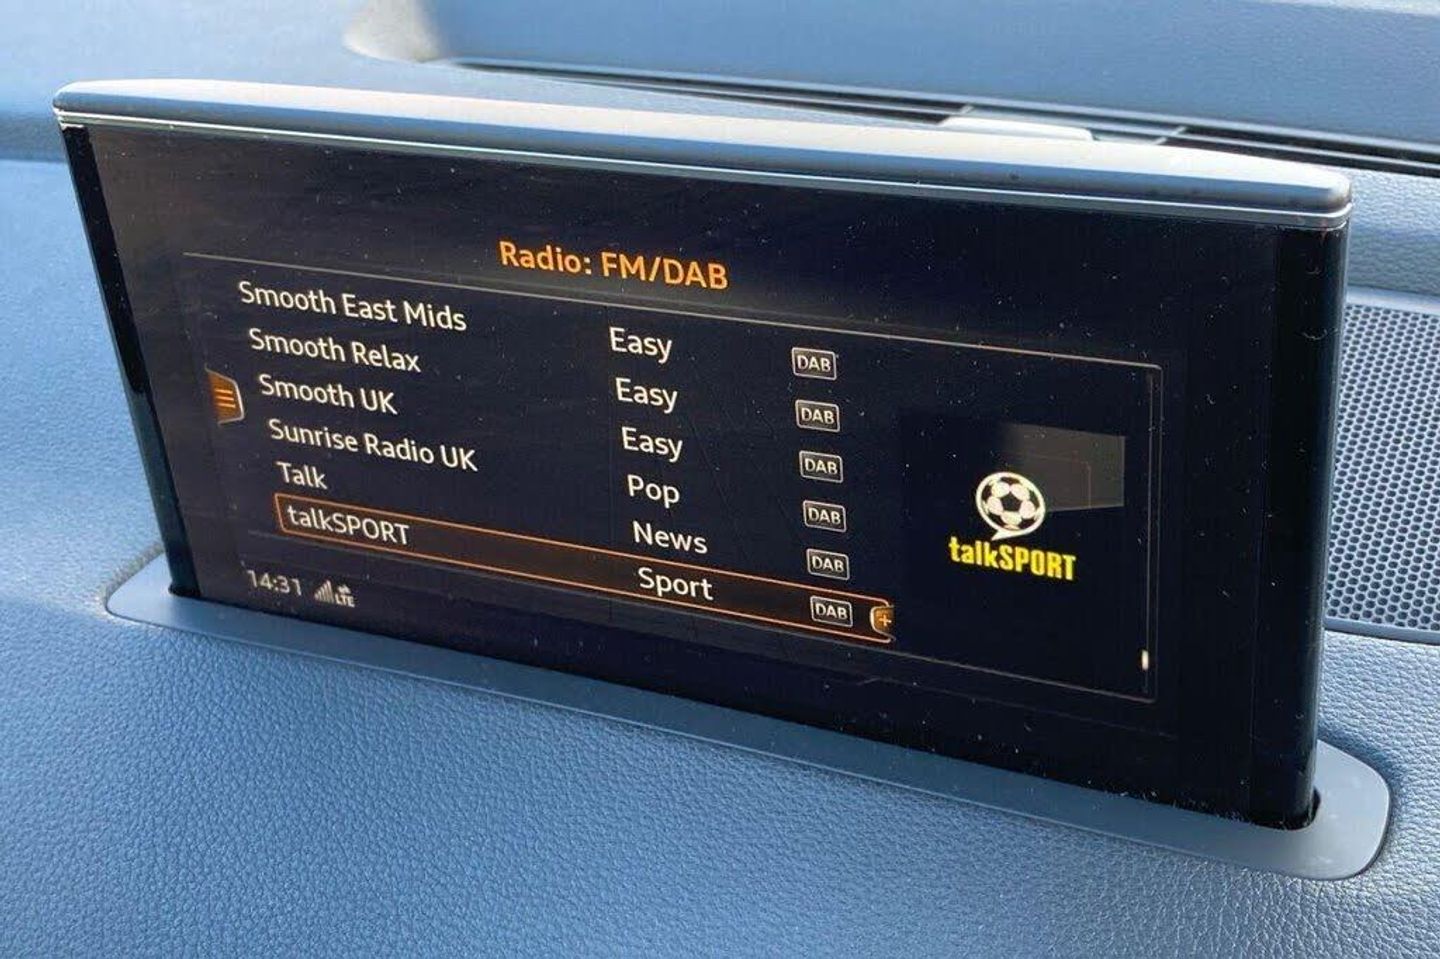 Radio: FM/DAB
Smooth East Mids Easy DAB
Smooth Relax Easy DAB
Smooth UK Easy DAB
Sunrise Radio UK Pop DAB
Talk News DAB
talkSPORT Sport DAB +
talkSPORT
14:31 LTE